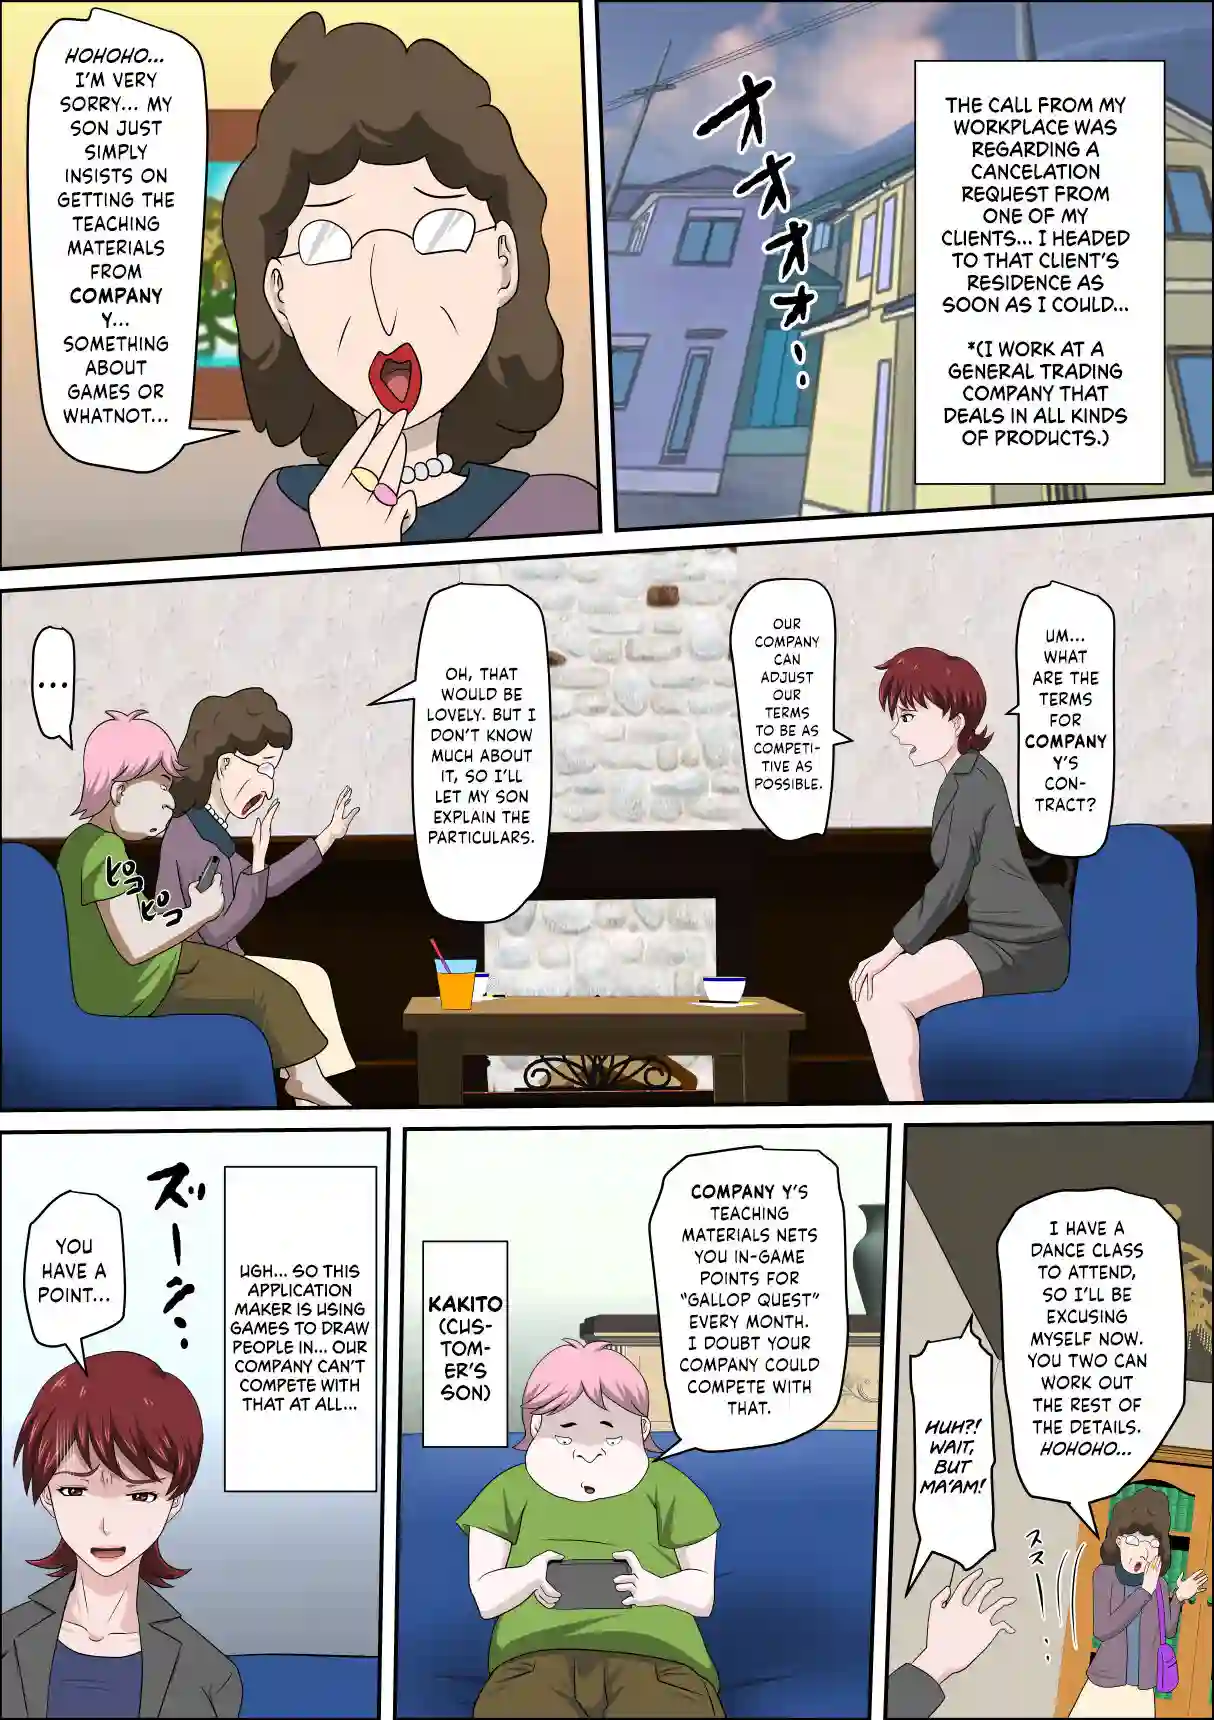 THE CALL FROM MY
WORKPLACE WAS
REGARDING A
CANCELATION
REQUEST FROM
ONE OF MY
CLIENTS... I HEADED
TO THAT CLIENT'S
RESIDENCE AS
SOON AS I COULD...
*(I WORK AT A
GENERAL TRADING
COMPANY THAT
DEALS IN ALL KINDS
OF PRODUCTS.)
オオオオ...
HOHOHO...
I'M VERY
SORRY... MY
SON JUST
SIMPLY
INSISTS ON
GETTING THE
TEACHING
MATERIALS
FROM
COMPANY
Y...
SOMETHING
ABOUT
GAMES OR
WHATNOT...
UM...
WHAT
ARE THE
TERMS
FOR
COMPANY
Y'S
CON-
TRACT?
OUR
COMPANY
CAN
ADJUST
OUR
TERMS
TO BE AS
COMPETI-
TIVE AS
POSSIBLE.
OH, THAT
WOULD BE
LOVELY. BUT I
DON'T KNOW
MUCH ABOUT
IT, SO I'LL
LET MY SON
EXPLAIN THE
PARTICULARS.
...
ピコ
ピコ
I HAVE A
DANCE CLASS
TO ATTEND,
SO I'LL BE
EXCUSING
MYSELF NOW.
YOU TWO CAN
WORK OUT
THE REST OF
THE DETAILS.
HOHOHO...
HUH?!
WAIT,
BUT
MA'AM!
ススー...
COMPANY Y'S
TEACHING
MATERIALS NETS
YOU IN-GAME
POINTS FOR
"GALLOP QUEST"
EVERY MONTH.
I DOUBT YOUR
COMPANY COULD
COMPETE WITH
THAT.
KAKITO
(CUS-
TOM-
ER'S
SON)
UGH... SO THIS
APPLICATION
MAKER IS USING
GAMES TO DRAW
PEOPLE IN... OUR
COMPANY CAN'T
COMPETE WITH
THAT AT ALL...
ズーン...
YOU
HAVE A
POINT...